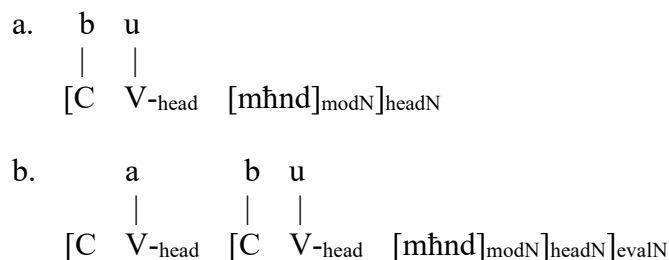 a. b u
| |
[C V-head [mħnd]modN]headN
b. a b u
| | |
[C V-head [C V-head [mħnd]modN]headN]evalN